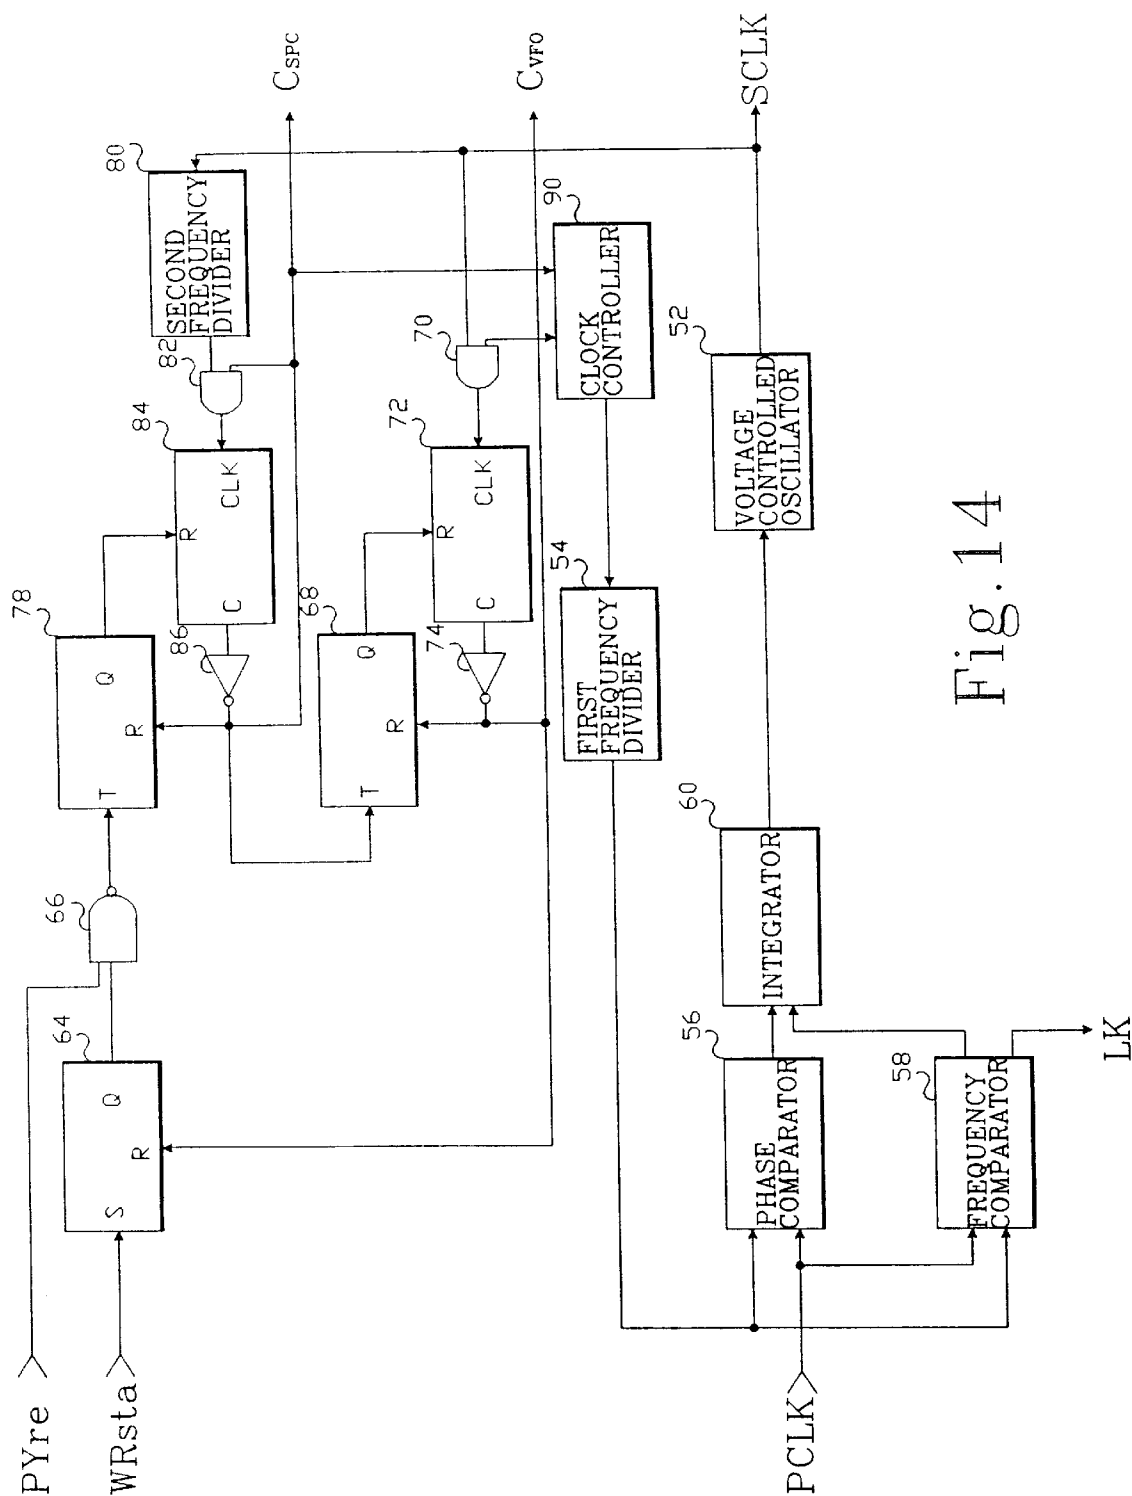 PYre
WRsta
64
S
Q
R
66
78
T
Q
R
84
R
C
CLK
86
82
80
SECOND
FREQUENCY
DIVIDER
CSPC
68
T
Q
R
72
R
C
CLK
74
70
CVFO
90
CLOCK
CONTROLLER
54
FIRST
FREQUENCY
DIVIDER
PCLK
56
PHASE
COMPARATOR
58
FREQUENCY
COMPARATOR
LK
60
INTEGRATOR
52
VOLTAGE
CONTROLLED
OSCILLATOR
SCLK
Fig.14